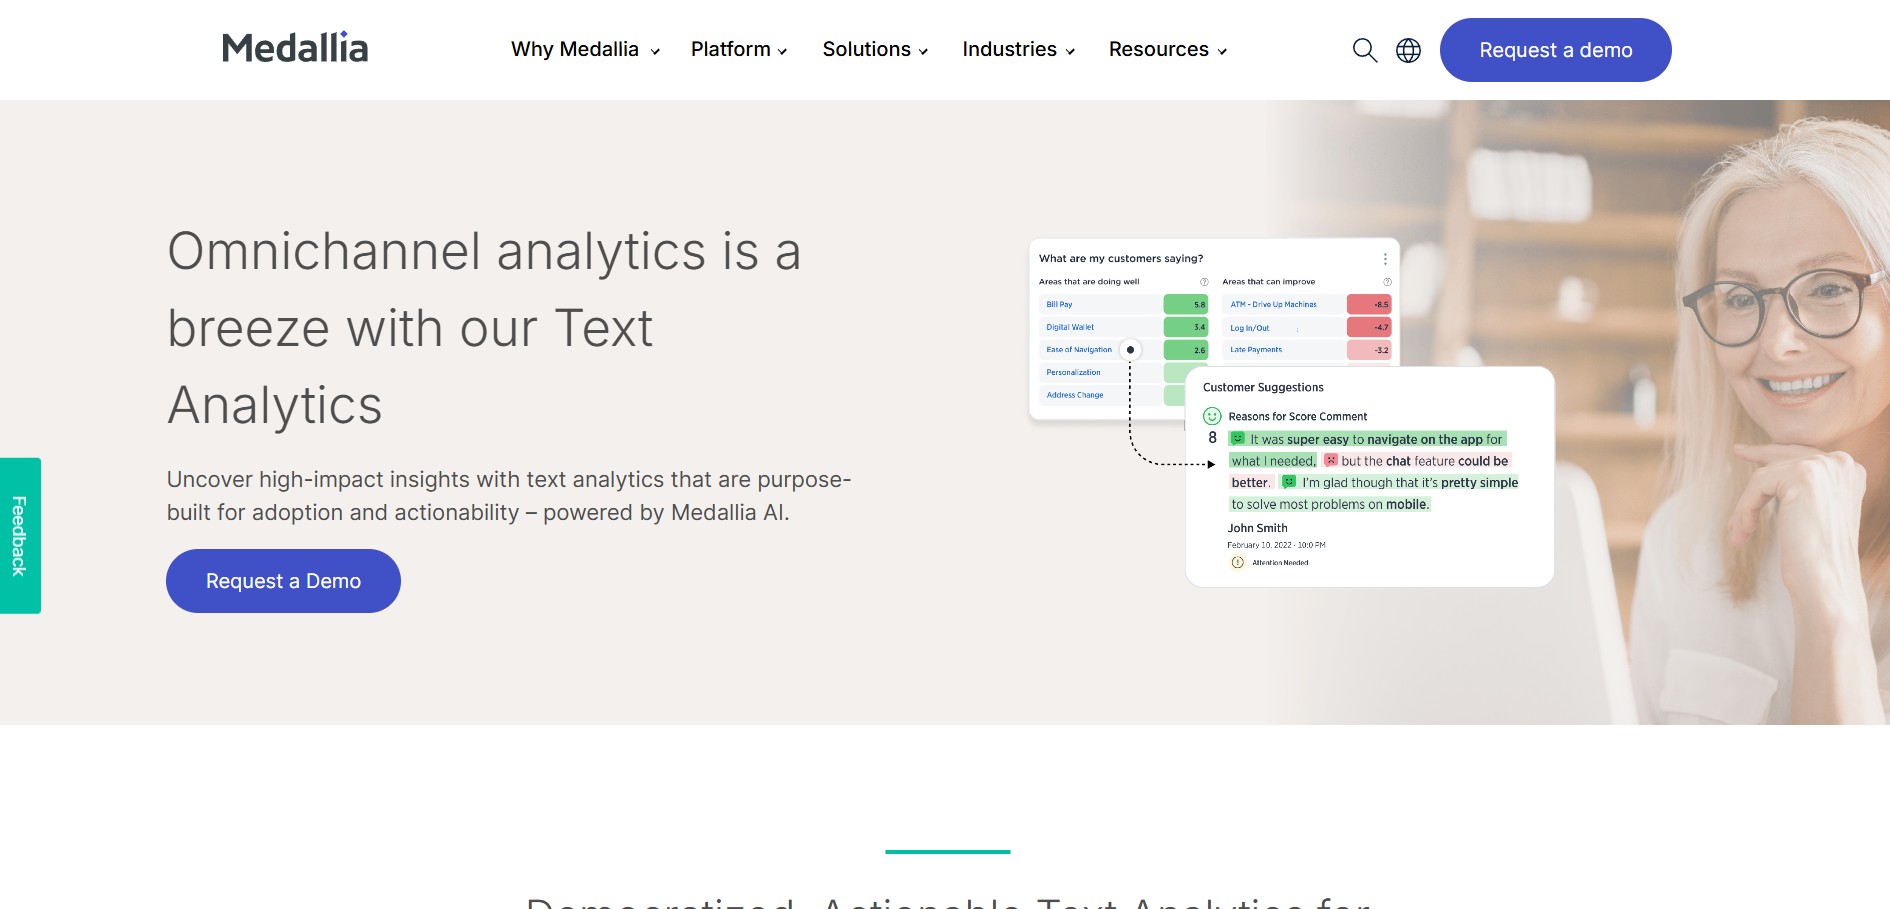 Medallia
Why Medallia
Platform
Solutions
Industries
Resources
Request a demo
Omnichannel analytics is a
breeze with our Text
Analytics
Uncover high-impact insights with text analytics that are purpose-
built for adoption and actionability – powered by Medallia AI.
Request a Demo
Feedback
What are my customers saying?
Areas that are doing well
Bill Pay 5.8
Digital Wallet 3.4
Ease of Navigation 2.6
Personalization
Address Change
Areas that can improve
ATM - Drive Up Machines -8.5
Log In/Out -4.7
Late Payments -3.2
Customer Suggestions
Reasons for Score Comment
8 It was super easy to navigate on the app for
what I needed, but the chat feature could be
better. I'm glad though that it's pretty simple
to solve most problems on mobile.
John Smith
February 10, 2022 - 10:0 PM
Attention Needed
Democratized, Actionable Text Analytics for